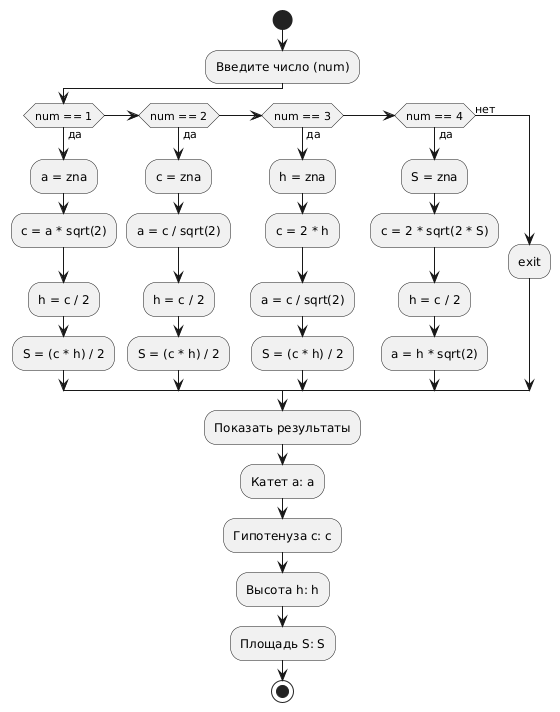 Введите число (num)
num == 1
да
a = zna
c = a * sqrt(2)
h = c / 2
S = (c * h) / 2
num == 2
да
c = zna
a = c / sqrt(2)
h = c / 2
S = (c * h) / 2
num == 3
да
h = zna
c = 2 * h
a = c / sqrt(2)
S = (c * h) / 2
num == 4
да
S = zna
c = 2 * sqrt(2 * S)
h = c / 2
a = h * sqrt(2)
нет
exit
Показать результаты
Катет a: a
Гипотенуза c: c
Высота h: h
Площадь S: S